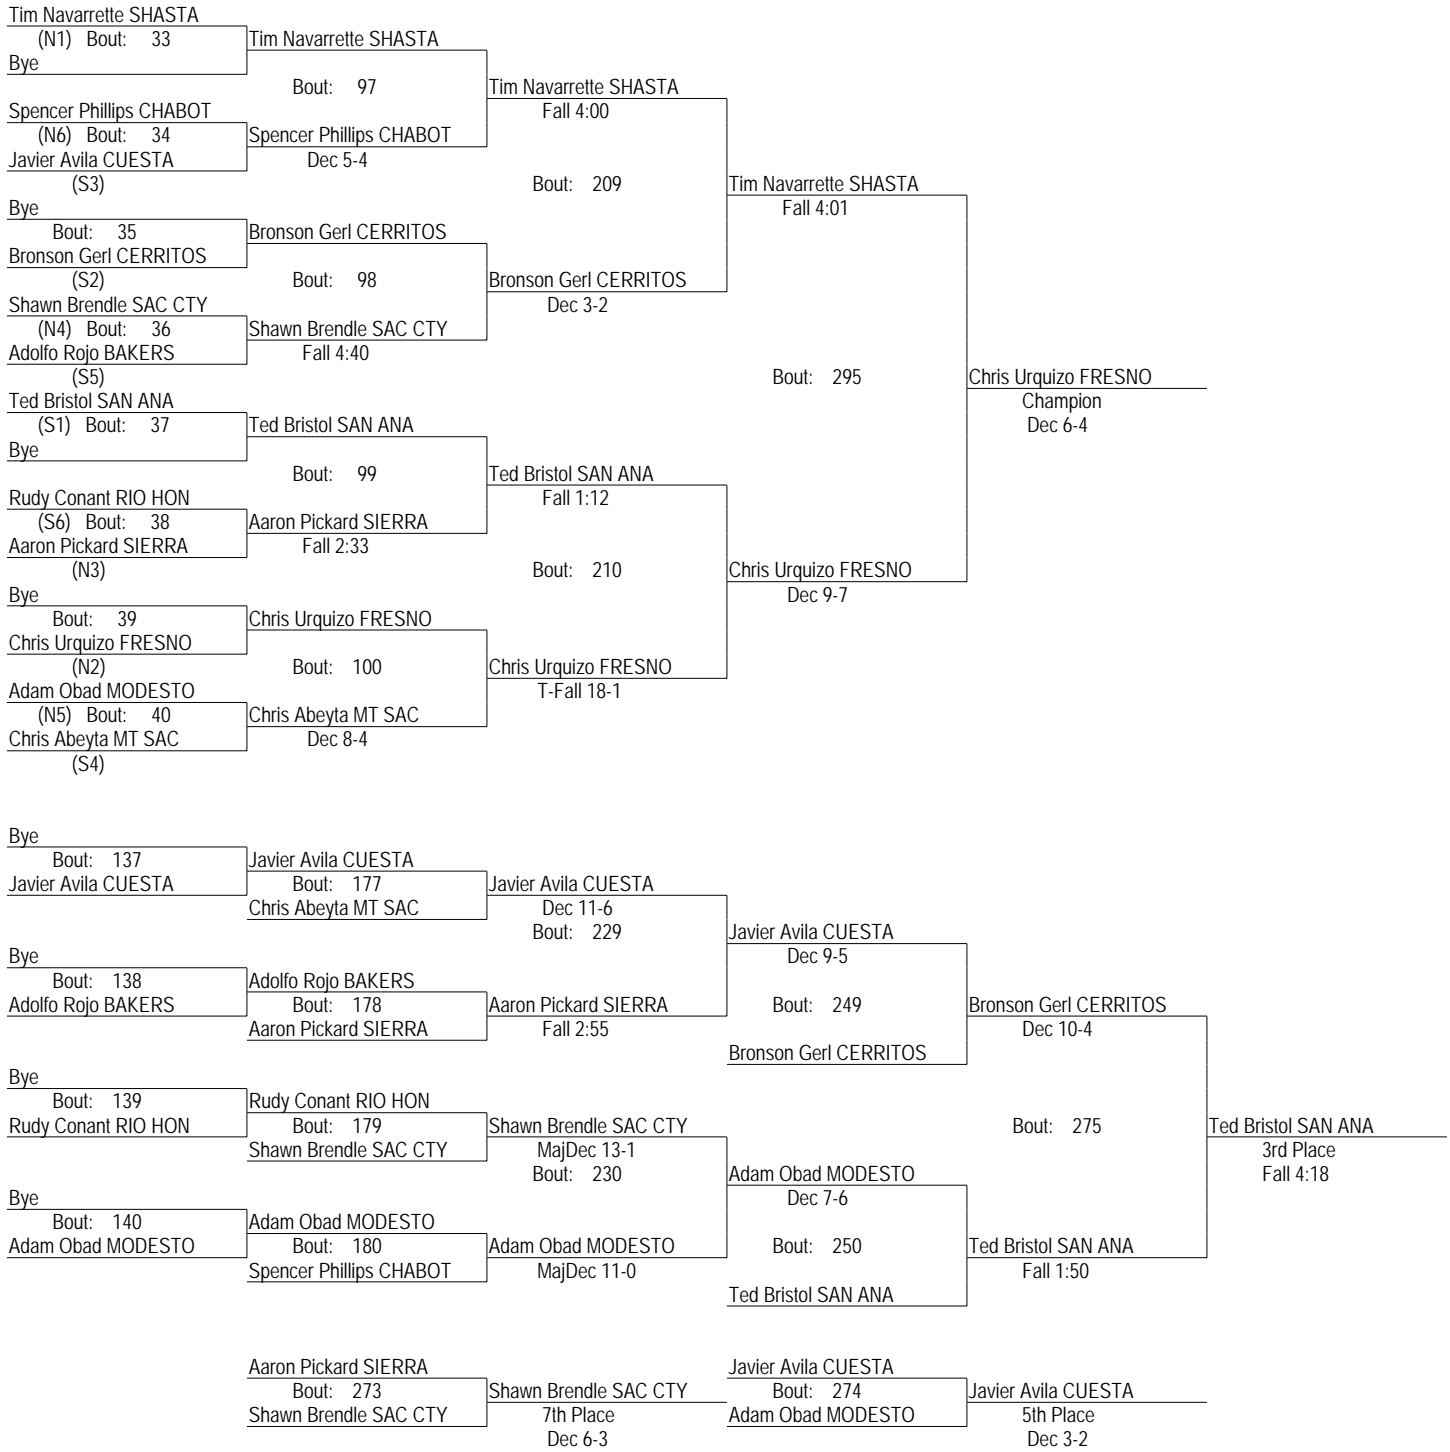 Tim Navarrette SHASTA
(N1) Bout: 33 Tim Navarrette SHASTA
Bye
Bout: 97 Tim Navarrette SHASTA
Spencer Phillips CHABOT Fall 4:00
(N6) Bout: 34 Spencer Phillips CHABOT
Javier Avila CUESTA Dec 5-4
(S3) Bout: 209 Tim Navarrette SHASTA
Bye Fall 4:01
Bout: 35 Bronson Gerl CERRITOS
Bronson Gerl CERRITOS
(S2) Bout: 98 Bronson Gerl CERRITOS
Shawn Brendle SAC CTY Dec 3-2
(N4) Bout: 36 Shawn Brendle SAC CTY
Adolfo Rojo BAKERS Fall 4:40
(S5) Bout: 295 Chris Urquizo FRESNO
Ted Bristol SAN ANA Champion
(S1) Bout: 37 Ted Bristol SAN ANA Dec 6-4
Bye
Bout: 99 Ted Bristol SAN ANA
Rudy Conant RIO HON Fall 1:12
(S6) Bout: 38 Aaron Pickard SIERRA
Aaron Pickard SIERRA Fall 2:33
(N3) Bout: 210 Chris Urquizo FRESNO
Bye Dec 9-7
Bout: 39 Chris Urquizo FRESNO
Chris Urquizo FRESNO
(N2) Bout: 100 Chris Urquizo FRESNO
Adam Obad MODESTO T-Fall 18-1
(N5) Bout: 40 Chris Abeyta MT SAC
Chris Abeyta MT SAC Dec 8-4
(S4)
Bye
Bout: 137 Javier Avila CUESTA
Javier Avila CUESTA Bout: 177 Javier Avila CUESTA
Chris Abeyta MT SAC Dec 11-6
Bout: 229 Javier Avila CUESTA
Bye Dec 9-5
Bout: 138 Adolfo Rojo BAKERS
Adolfo Rojo BAKERS Bout: 178 Aaron Pickard SIERRA Bout: 249 Bronson Gerl CERRITOS
Aaron Pickard SIERRA Fall 2:55 Dec 10-4
Bronson Gerl CERRITOS
Bye
Bout: 139 Rudy Conant RIO HON
Rudy Conant RIO HON Bout: 179 Shawn Brendle SAC CTY Bout: 275 Ted Bristol SAN ANA
Shawn Brendle SAC CTY MajDec 13-1 3rd Place
Bout: 230 Adam Obad MODESTO Fall 4:18
Bye Dec 7-6
Bout: 140 Adam Obad MODESTO
Adam Obad MODESTO Bout: 180 Adam Obad MODESTO Bout: 250 Ted Bristol SAN ANA
Spencer Phillips CHABOT MajDec 11-0 Fall 1:50
Ted Bristol SAN ANA
Aaron Pickard SIERRA Javier Avila CUESTA
Bout: 273 Shawn Brendle SAC CTY Bout: 274 Javier Avila CUESTA
Shawn Brendle SAC CTY 7th Place Adam Obad MODESTO 5th Place
Dec 6-3 Dec 3-2